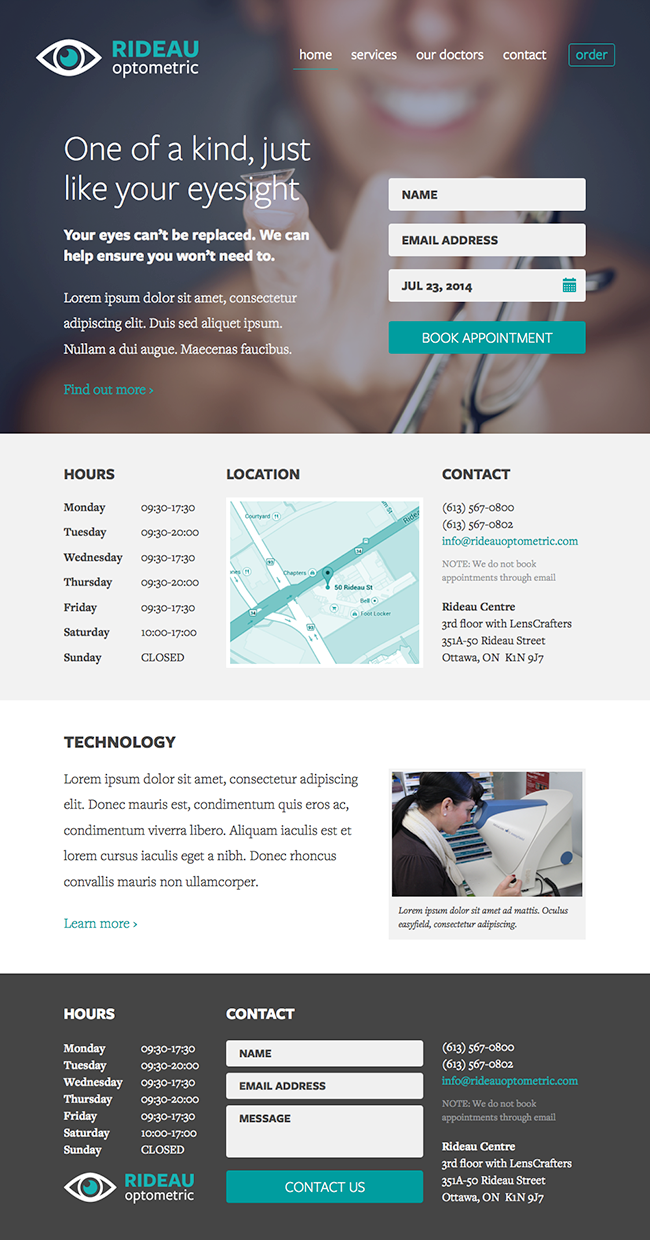 RIDEAU
optometric
home services our doctors contact order
One of a kind, just
like your eyesight
Your eyes can't be replaced. We can
help ensure you won't need to.
Lorem ipsum dolor sit amet, consectetur
adipiscing elit. Duis sed aliquet ipsum.
Nullam a dui augue. Maecenas faucibus.
Find out more ›
NAME
EMAIL ADDRESS
JUL 23, 2014
BOOK APPOINTMENT
HOURS
Monday 09:30-17:30
Tuesday 09:30-20:00
Wednesday 09:30-17:30
Thursday 09:30-20:00
Friday 09:30-17:30
Saturday 10:00-17:00
Sunday CLOSED
LOCATION
Courtyard
Chapters
50 Rideau St
Bell
Foot Locker
CONTACT
(613) 567-0800
(613) 567-0802
info@rideauoptometric.com
NOTE: We do not book
appointments through email
Rideau Centre
3rd floor with LensCrafters
351A-50 Rideau Street
Ottawa, ON K1N 9J7
TECHNOLOGY
Lorem ipsum dolor sit amet, consectetur adipiscing
elit. Donec mauris est, condimentum quis eros ac,
condimentum viverra libero. Aliquam iaculis est et
lorem cursus iaculis eget a nibh. Donec rhoncus
convallis mauris non ullamcorper.
Learn more ›
Lorem ipsum dolor sit amet ad mattis. Oculus
easyfield, consectetur adipiscing.
HOURS
Monday 09:30-17:30
Tuesday 09:30-20:00
Wednesday 09:30-17:30
Thursday 09:30-20:00
Friday 09:30-17:30
Saturday 10:00-17:00
Sunday CLOSED
RIDEAU
optometric
CONTACT
NAME
EMAIL ADDRESS
MESSAGE
CONTACT US
(613) 567-0800
(613) 567-0802
info@rideauoptometric.com
NOTE: We do not book
appointments through email
Rideau Centre
3rd floor with LensCrafters
351A-50 Rideau Street
Ottawa, ON K1N 9J7